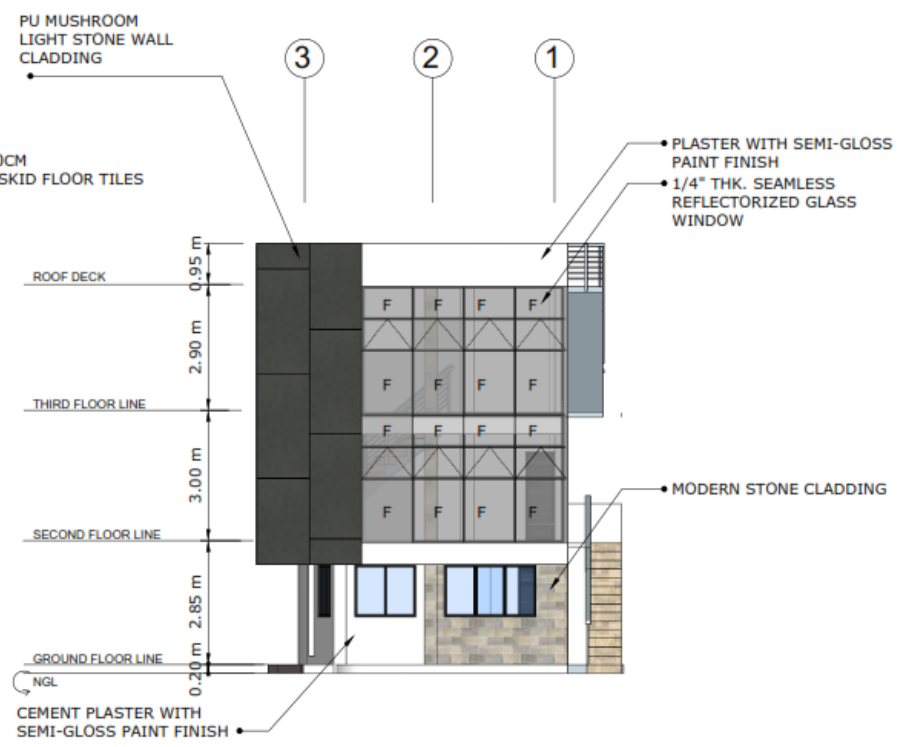 PU MUSHROOM
LIGHT STONE WALL
CLADDING
3
2
1
0CM
SKID FLOOR TILES
PLASTER WITH SEMI-GLOSS
PAINT FINISH
1/4" THK. SEAMLESS
REFLECTORIZED GLASS
WINDOW
0.95 m
ROOF DECK
F F F F
2.90 m
F F F F
THIRD FLOOR LINE
F F F F
3.00 m
MODERN STONE CLADDING
F F F F
SECOND FLOOR LINE
2.85 m
GROUND FLOOR LINE
0.20 m
NGL
CEMENT PLASTER WITH
SEMI-GLOSS PAINT FINISH